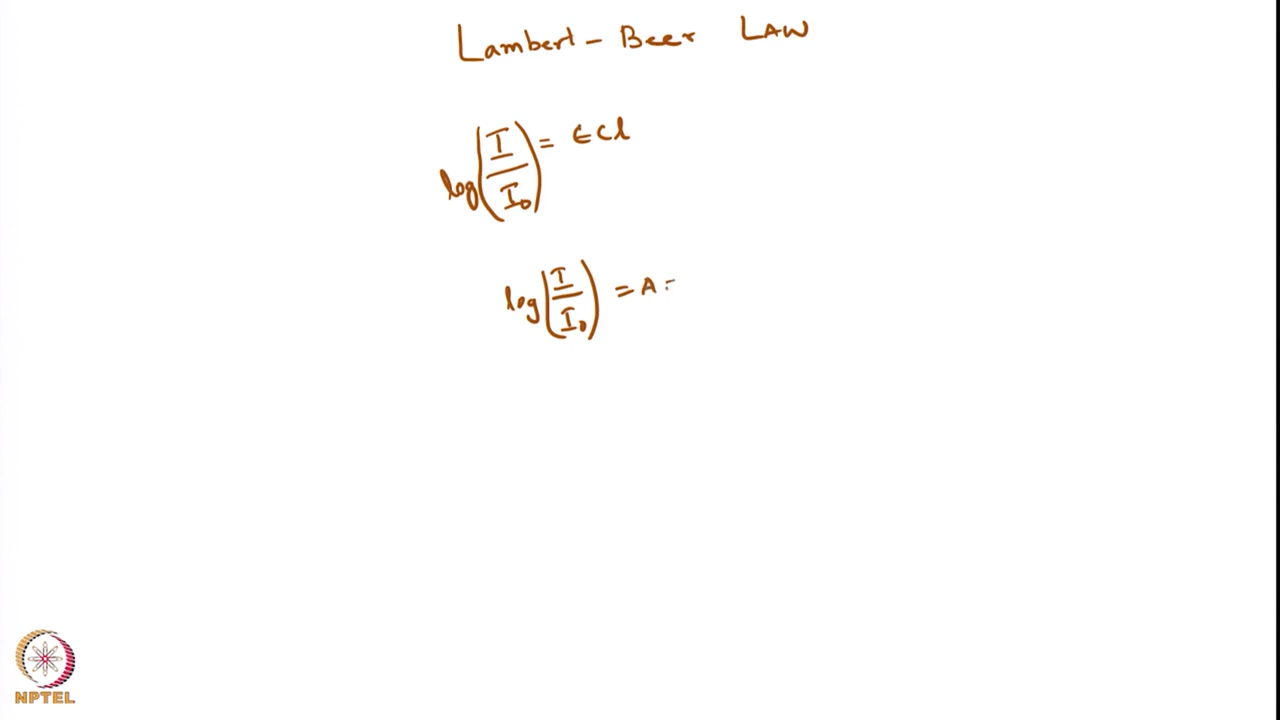 Lambert - Beer LAW
log(I/I₀) = ϵcl
log(I/I₀) = A =
NPTEL